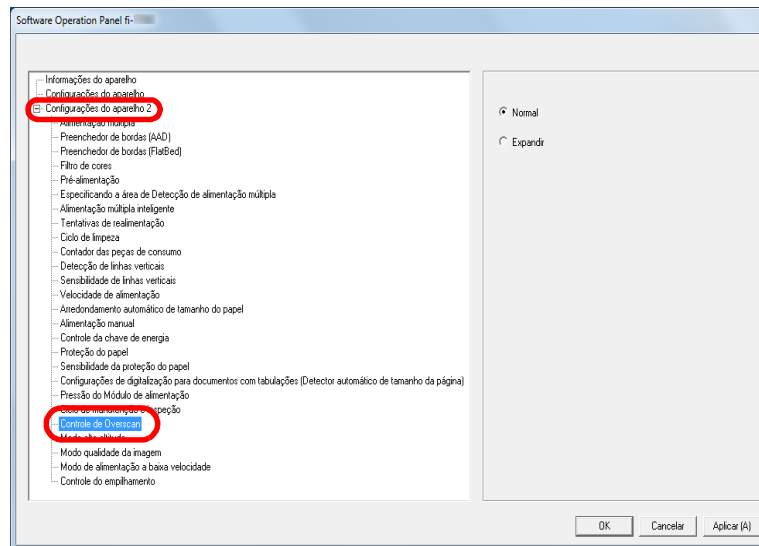 Software Operation Panel fi-
Informações do aparelho
Configurações do aparelho
Configurações do aparelho 2
Alimentação múltipla
Preenchedor de bordas (AAD)
Preenchedor de bordas (FlatBed)
Filtro de cores
Pré-alimentação
Especificando a área de Detecção de alimentação múltipla
Alimentação múltipla inteligente
Tentativas de realimentação
Ciclo de limpeza
Contador das peças de consumo
Detecção de linhas verticais
Sensibilidade de linhas verticais
Velocidade de alimentação
Arredondamento automático de tamanho do papel
Alimentação manual
Controle da chave de energia
Proteção do papel
Sensibilidade da proteção do papel
Configurações de digitalização para documentos com tabulações (Detector automático de tamanho da página)
Pressão do Módulo de alimentação
Ciclo de manutenção e inspeção
Controle de Overscan
Modo alta altitude
Modo qualidade da imagem
Modo de alimentação a baixa velocidade
Controle do empilhamento
Normal
Expandir
OK
Cancelar
Aplicar (A)